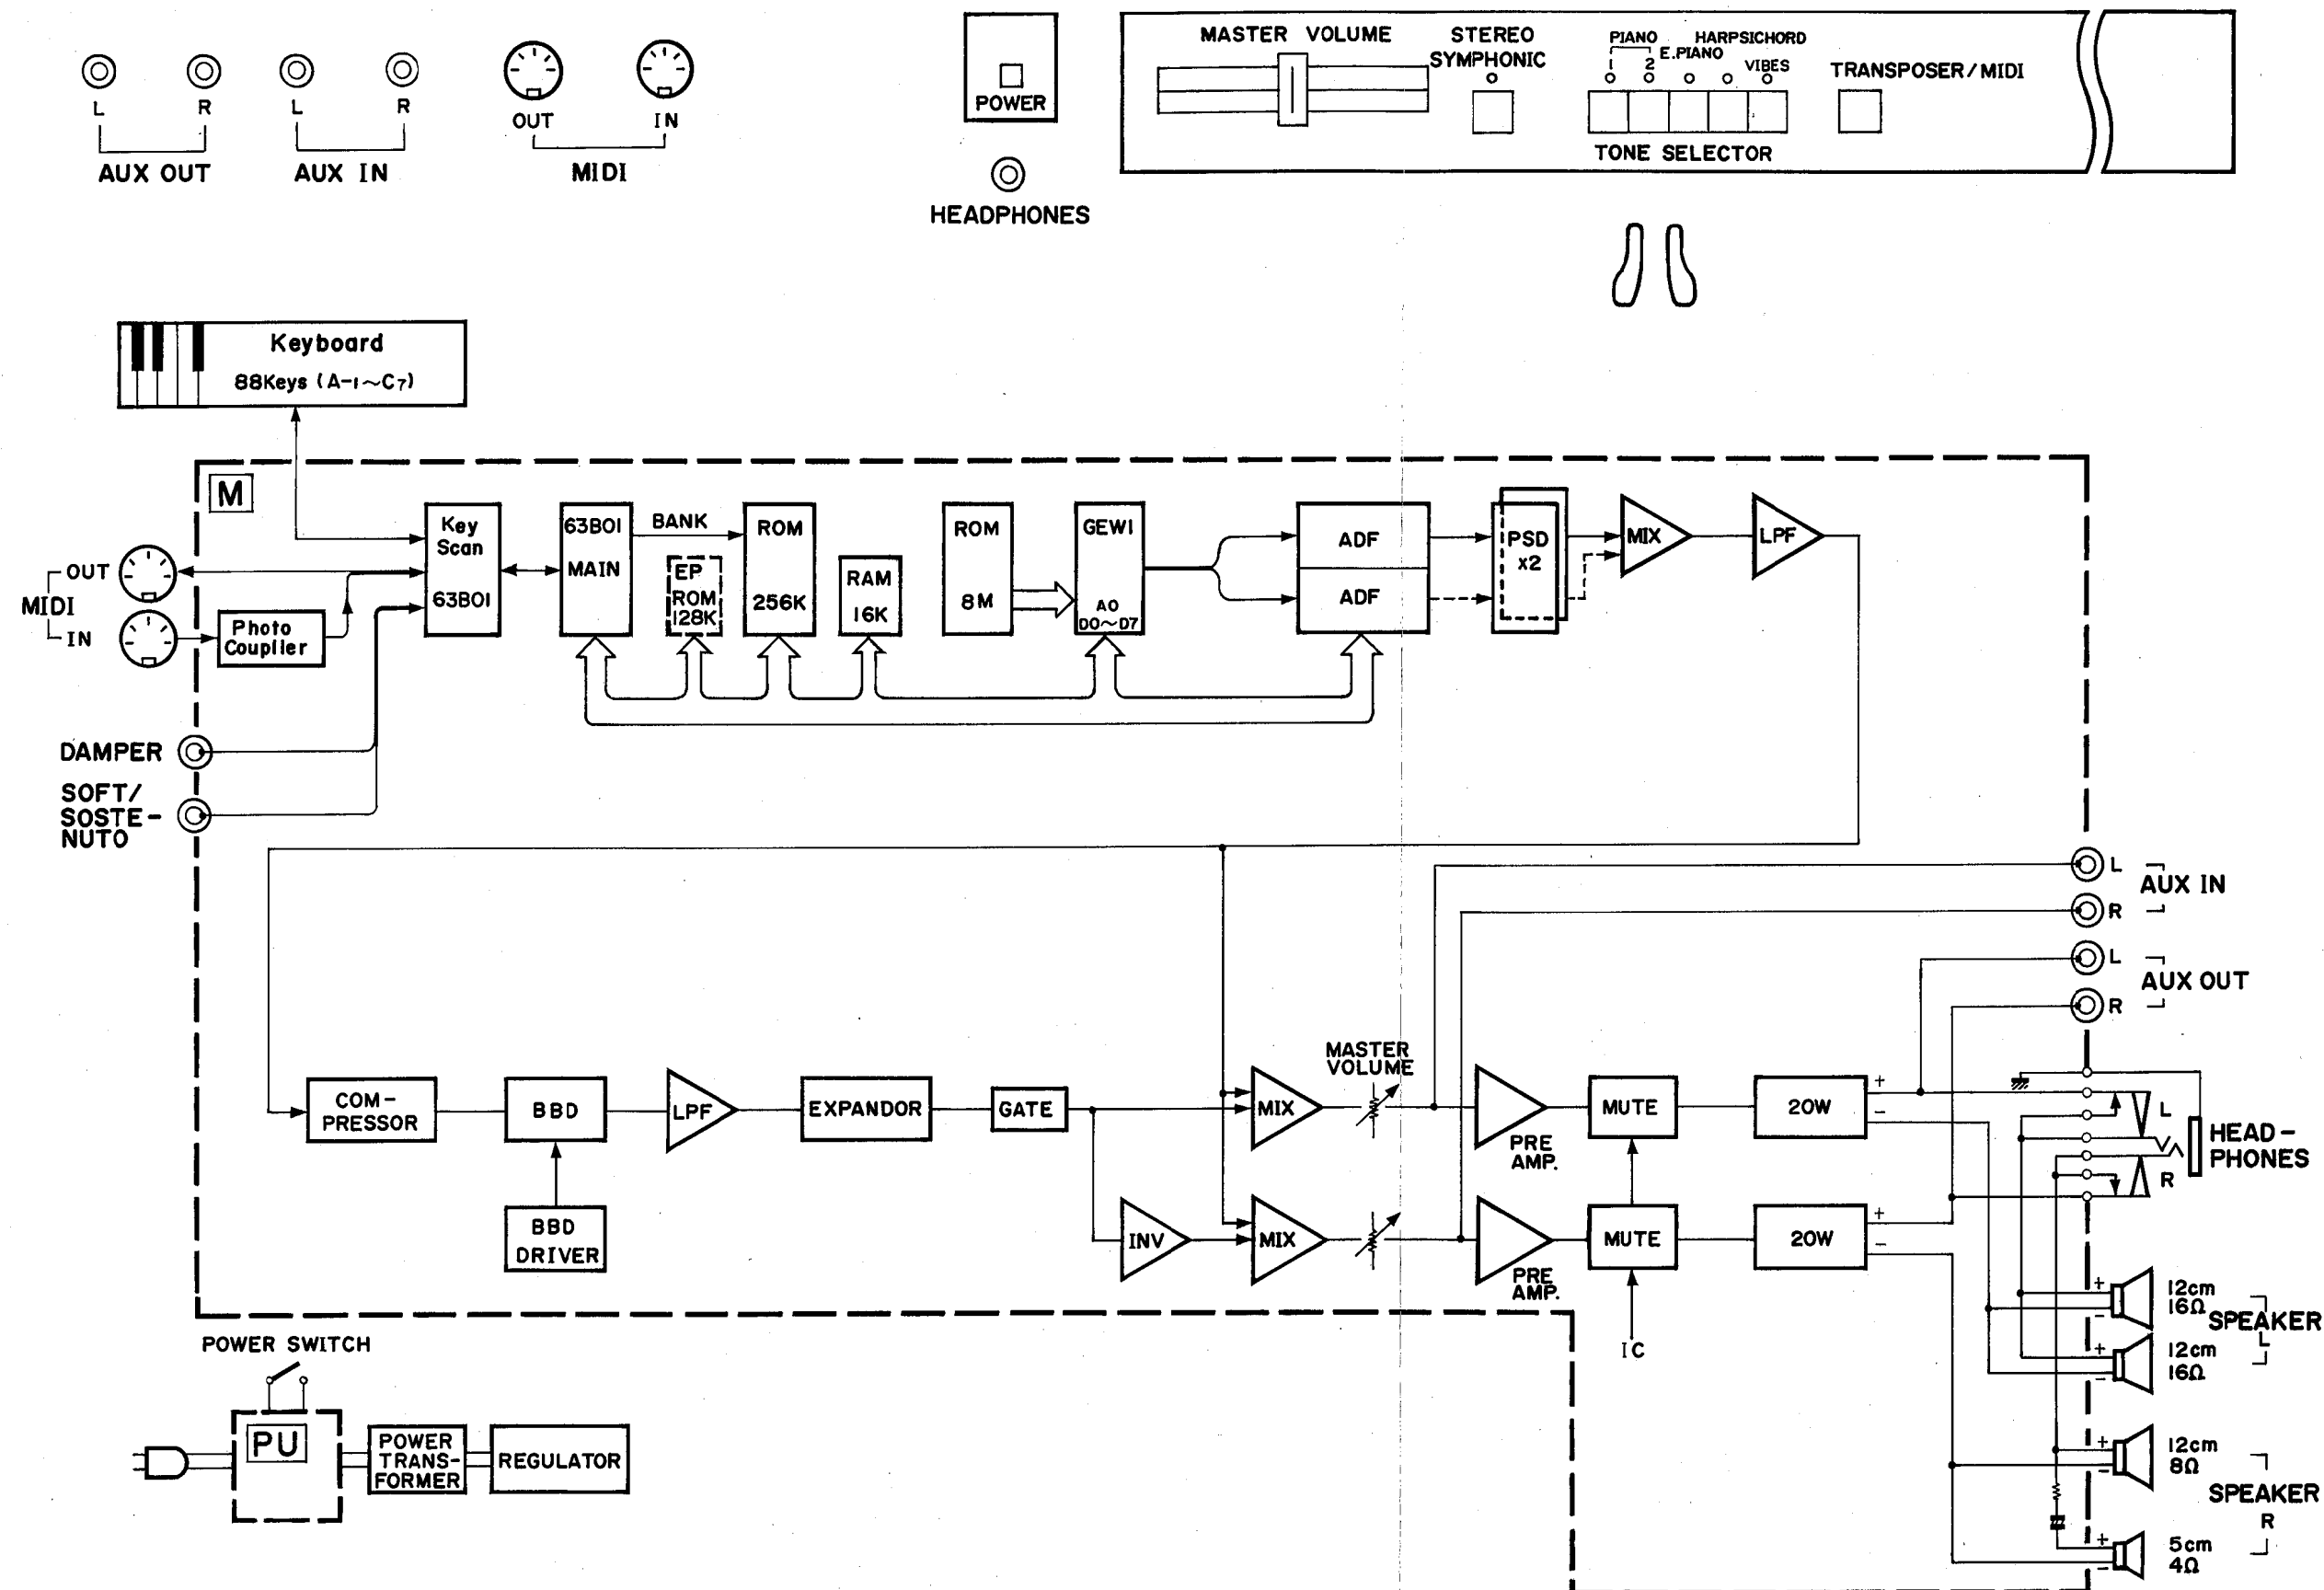 L
R
AUX OUT
L
R
AUX IN
OUT
IN
MIDI
POWER
HEADPHONES
MASTER VOLUME
STEREO
SYMPHONIC
PIANO
HARPSICHORD
1
2
E.PIANO
VIBES
TONE SELECTOR
TRANSPOSER/MIDI
Keyboard
88Keys (A-1~C7)
M
OUT
MIDI
IN
Photo
Couplier
Key
Scan
63B01
63B01
MAIN
BANK
EP
ROM
128K
ROM
256K
RAM
16K
ROM
8M
GEW1
A0
D0~D7
ADF
ADF
PSD
x2
MIX
LPF
DAMPER
SOFT/
SOSTE-
NUTO
L
AUX IN
R
L
AUX OUT
R
COM-
PRESSOR
BBD
BBD
DRIVER
LPF
EXPANDOR
GATE
INV
MIX
MIX
MASTER
VOLUME
PRE
AMP.
PRE
AMP.
MUTE
MUTE
IC
20W
+
-
20W
+
-
L
R
HEAD-
PHONES
+
-
12cm
16Ω
+
-
12cm
16Ω
SPEAKER
L
+
-
12cm
8Ω
+
-
5cm
4Ω
SPEAKER
R
POWER SWITCH
PU
POWER
TRANS-
FORMER
REGULATOR